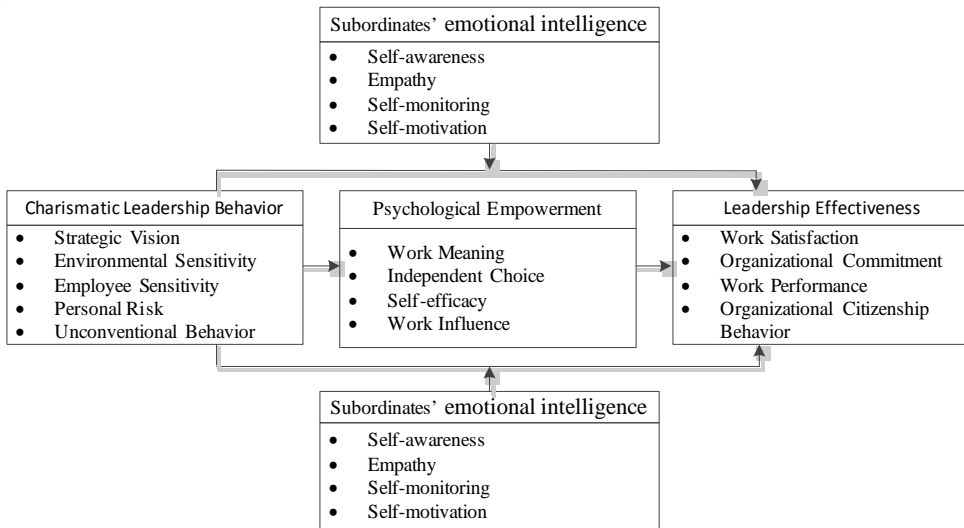 Subordinates’ emotional intelligence
• Self-awareness
• Empathy
• Self-monitoring
• Self-motivation
Charismatic Leadership Behavior
• Strategic Vision
• Environmental Sensitivity
• Employee Sensitivity
• Personal Risk
• Unconventional Behavior
Psychological Empowerment
• Work Meaning
• Independent Choice
• Self-efficacy
• Work Influence
Leadership Effectiveness
• Work Satisfaction
• Organizational Commitment
• Work Performance
• Organizational Citizenship
Behavior
Subordinates’ emotional intelligence
• Self-awareness
• Empathy
• Self-monitoring
• Self-motivation